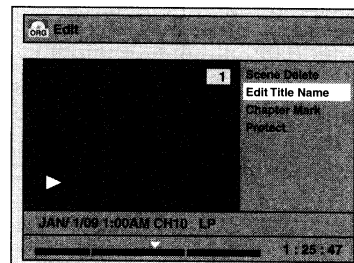 ORG Edit
1
Scene Delete
Edit Title Name
Chapter Mark
Protect
JAN/ 1/09 1:00AM CH10 LP
1 : 25 : 47